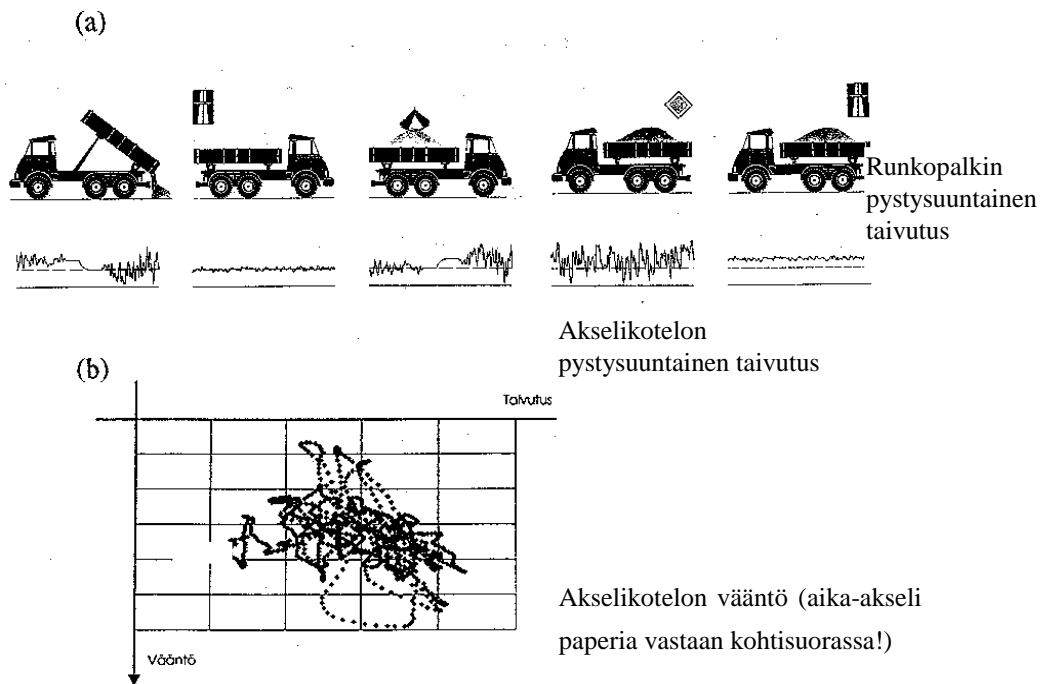 (a)
Runkopalkin
pystysuuntainen
taivutus
Akselikotelon
pystysuuntainen taivutus
(b)
Taivutus
Akselikotelon vääntö (aika-akseli
paperia vastaan kohtisuorassa!)
Vääntö